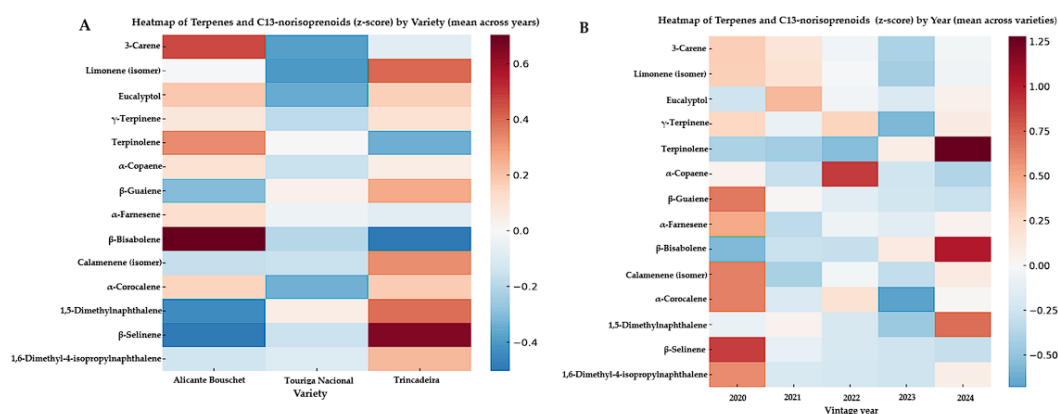 A
Heatmap of Terpenes and C13-norisoprenoids (z-score) by Variety (mean across years)
3-Carene
Limonene (isomer)
Eucalyptol
γ-Terpinene
Terpinolene
α-Copaene
β-Guaiene
α-Farnesene
β-Bisabolene
Calamenene (isomer)
α-Corocalene
1,5-Dimethylnaphthalene
β-Selinene
1,6-Dimethyl-4-isopropylnaphthalene
Alicante Bouschet Touriga Nacional Trincadeira
Variety
0.6
0.4
0.2
0.0
−0.2
−0.4
B
Heatmap of Terpenes and C13-norisoprenoids (z-score) by Year (mean across varieties)
3-Carene
Limonene (isomer)
Eucalyptol
γ-Terpinene
Terpinolene
α-Copaene
β-Guaiene
α-Farnesene
β-Bisabolene
Calamenene (isomer)
α-Corocalene
1,5-Dimethylnaphthalene
β-Selinene
1,6-Dimethyl-4-isopropylnaphthalene
2020 2021 2022 2023 2024
Vintage year
1.25
1.00
0.75
0.50
0.25
0.00
−0.25
−0.50